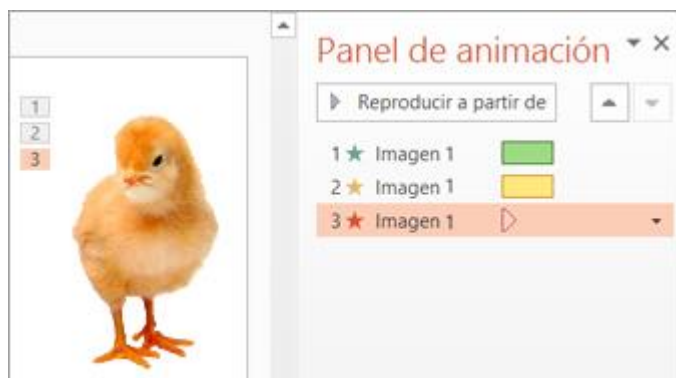 Panel de animación
Reproducir a partir de
1
2
3
1 Imagen 1
2 Imagen 1
3 Imagen 1